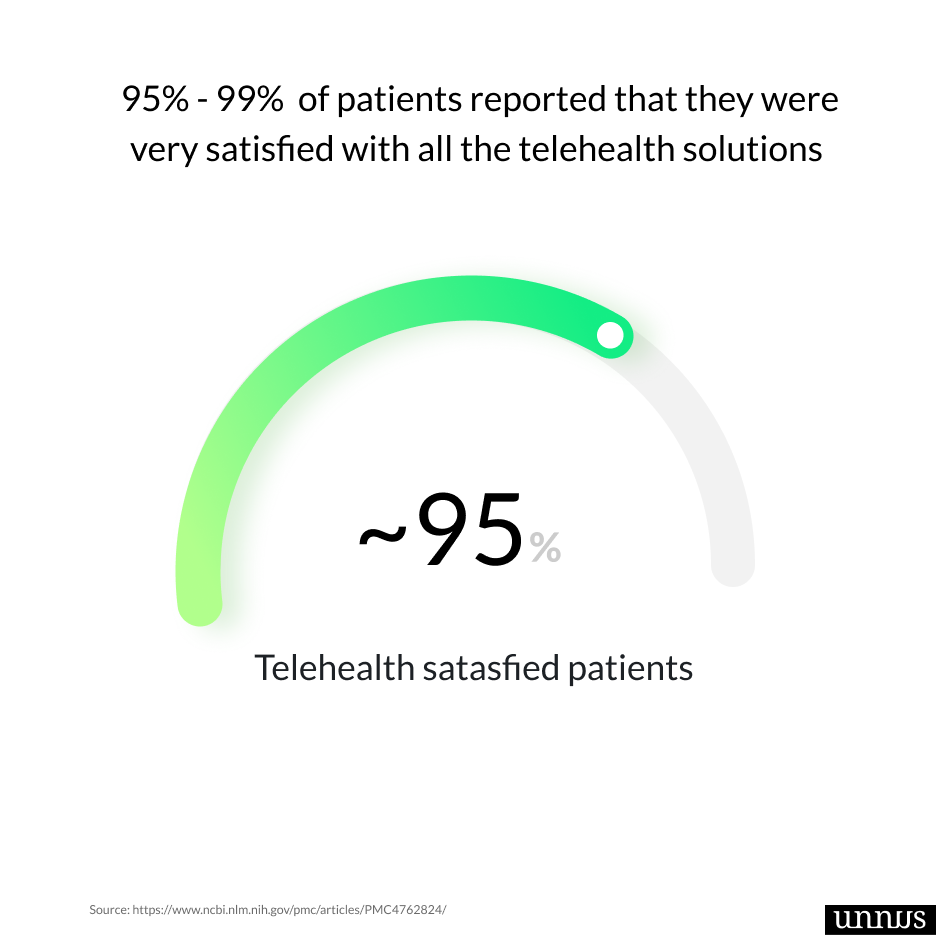 95% - 99%  of patients reported that they were
very satisfied with all the telehealth solutions
~95%
Telehealth satasfied patients
Source: https://www.ncbi.nlm.nih.gov/pmc/articles/PMC4762824/
unnus